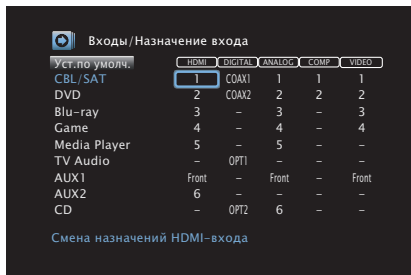 Входы/Назначение входа
Уст.по умолч. HDMI DIGITAL ANALOG COMP VIDEO
CBL/SAT 1 COAX1 1 1 1
DVD 2 COAX2 2 2 2
Blu-ray 3 – 3 – 3
Game 4 – 4 – 4
Media Player 5 – 5 – –
TV Audio – OPT1 – – –
AUX1 Front – Front – Front
AUX2 6 – – – –
CD – OPT2 6 – –
Смена назначений HDMI-входа